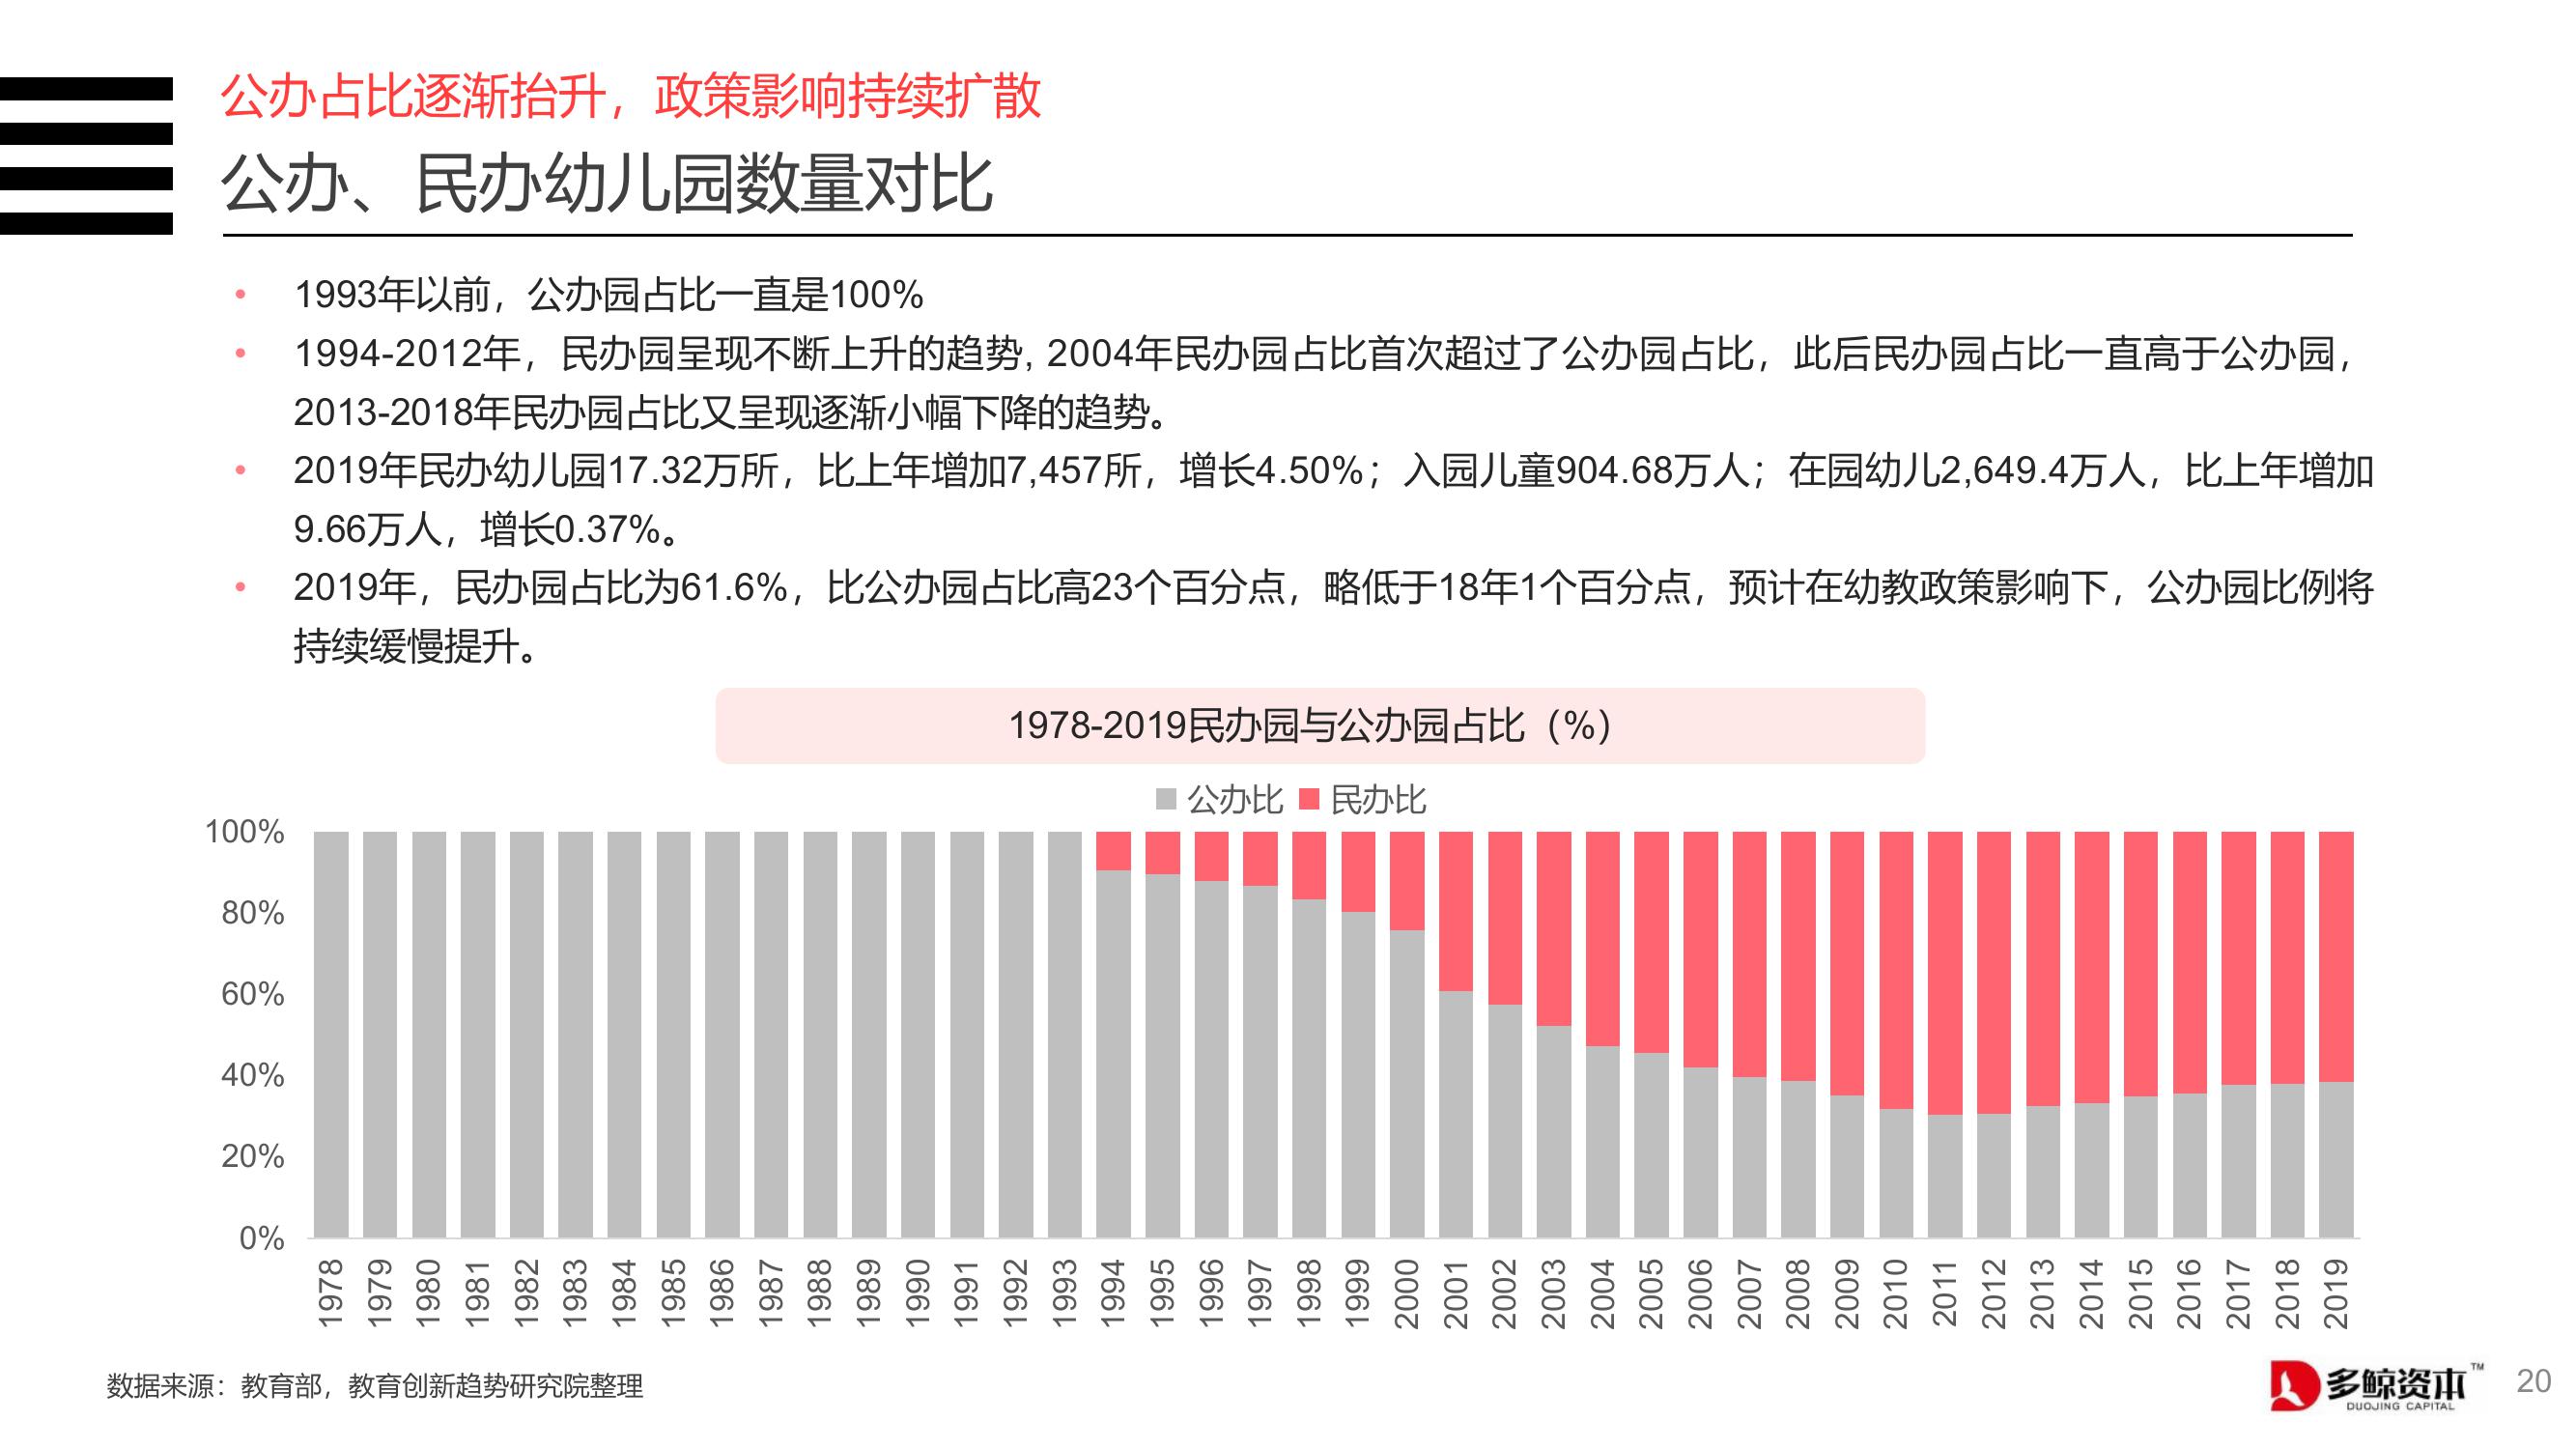 公办占比逐渐抬升，政策影响持续扩散
公办、民办幼儿园数量对比
• 1993年以前，公办园占比一直是100%
• 1994-2012年，民办园呈现不断上升的趋势, 2004年民办园占比首次超过了公办园占比，此后民办园占比一直高于公办园，
2013-2018年民办园占比又呈现逐渐小幅下降的趋势。
• 2019年民办幼儿园17.32万所，比上年增加7,457所，增长4.50%；入园儿童904.68万人；在园幼儿2,649.4万人，比上年增加
9.66万人，增长0.37%。
• 2019年，民办园占比为61.6%，比公办园占比高23个百分点，略低于18年1个百分点，预计在幼教政策影响下，公办园比例将
持续缓慢提升。
1978-2019民办园与公办园占比（%）
公办比 民办比
100%
80%
60%
40%
20%
0%
1978 1979 1980 1981 1982 1983 1984 1985 1986 1987 1988 1989 1990 1991 1992 1993 1994 1995 1996 1997 1998 1999 2000 2001 2002 2003 2004 2005 2006 2007 2008 2009 2010 2011 2012 2013 2014 2015 2016 2017 2018 2019
数据来源：教育部，教育创新趋势研究院整理
多鲸资本™
DUOJING CAPITAL
20